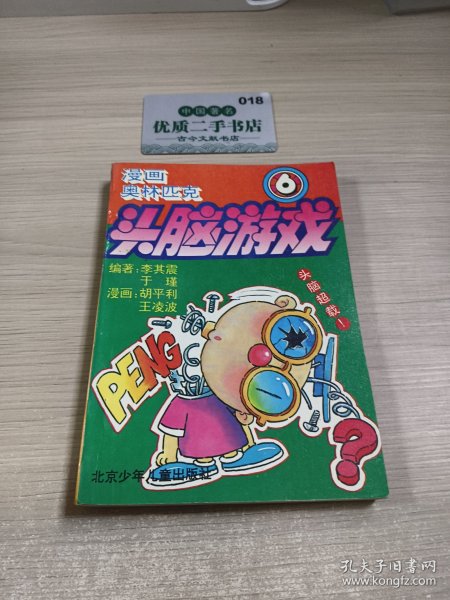 018
中国著名
优质二手书店
古今文献书店
漫画
奥林匹克
6
头脑游戏
编著:李其震
于 瑾
漫画:胡平利
王凌波
头脑超载!
PENG
?
北京少年儿童出版社
孔夫子旧书网
www.kongfz.com